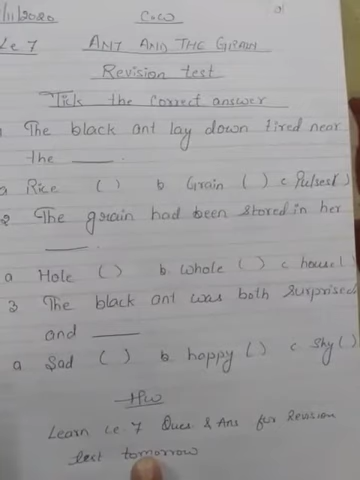 /11/2020 C.W
Le 7 ANT AND THE GRAIN
Revision test
Tick the correct answer
The black ant lay down tired near
the ____.
a Rice ( ) b Grain ( ) c Pulses( )
2 The grain had been stored in her
____.
a Hole ( ) b. whole ( ) c house( )
3 The black ant was both surprised
and ____
a Sad ( ) b. happy ( ) c shy ( )
HW
Learn Le 7 Ques & Ans for Revision
test tomorrow